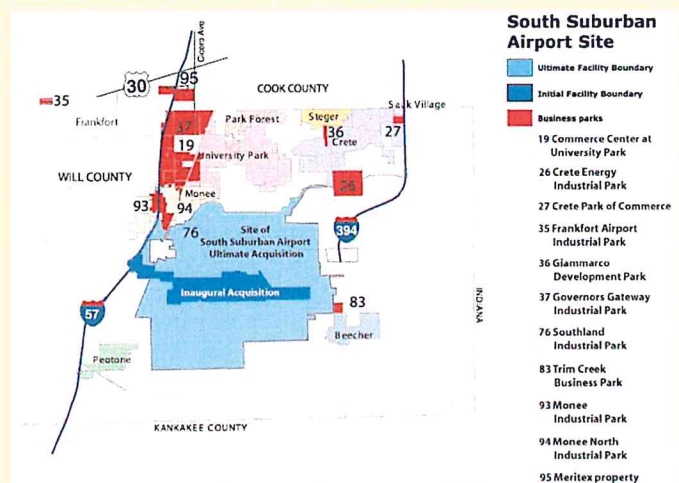 South Suburban
Airport Site
Ultimate Facility Boundary
Initial Facility Boundary
Business parks
19 Commerce Center at
University Park
26 Crete Energy
Industrial Park
27 Crete Park of Commerce
35 Frankfort Airport
Industrial Park
36 Giammarco
Development Park
37 Governors Gateway
Industrial Park
76 Southland
Industrial Park
83 Trim Creek
Business Park
93 Monee
Industrial Park
94 Monee North
Industrial Park
95 Meritex property
Cicero Ave
95
30
COOK COUNTY
35
Frankfort
Park Forest
Steger
Sauk Village
37
36
27
19
Crete
University Park
WILL COUNTY
Monee
26
93
94
76
Site of
South Suburban Airport
Ultimate Acquisition
394
Inaugural Acquisition
83
INDIANA
57
Beecher
Peotone
KANKAKEE COUNTY